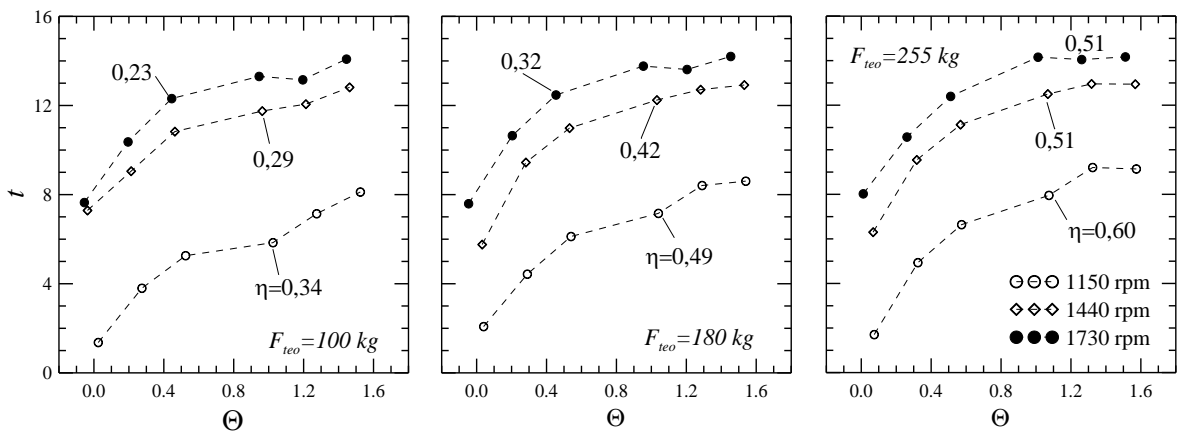 16
12
8
4
0
t
0,23
0,29
η=0,34
F_teo=100 kg
0.0 0.4 0.8 1.2 1.6
Θ
0,32
0,42
η=0,49
F_teo=180 kg
0.0 0.4 0.8 1.2 1.6
Θ
F_teo=255 kg
0,51
0,51
η=0,60
1150 rpm
1440 rpm
1730 rpm
0.0 0.4 0.8 1.2 1.6
Θ